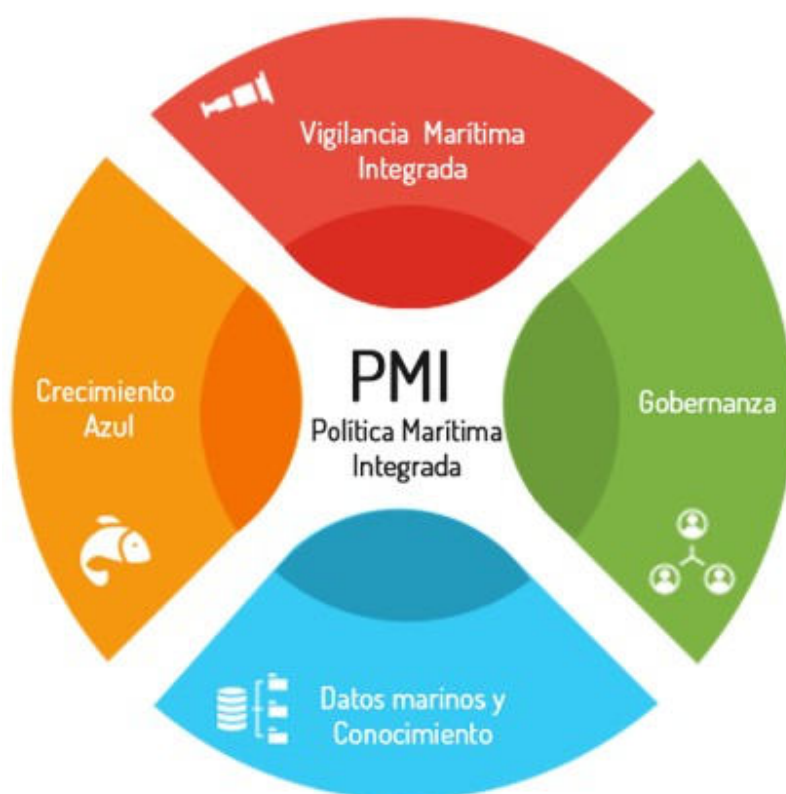 Vigilancia Marítima
Integrada
Crecimiento
Azul
PMI
Política Marítima
Integrada
Gobernanza
Datos marinos y
Conocimiento